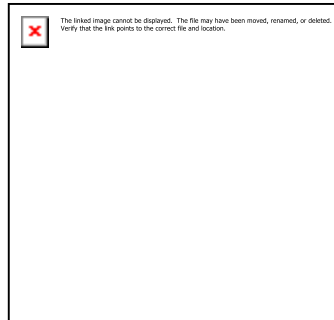 The linked image cannot be displayed. The file may have been moved, renamed, or deleted.
Verify that the link points to the correct file and location.